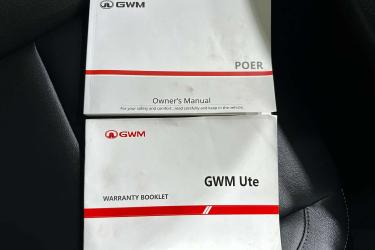 GWM
POER
Owner's Manual
For your safety and comfort, read carefully and keep in the vehicle.
GWM
GWM Ute
WARRANTY BOOKLET